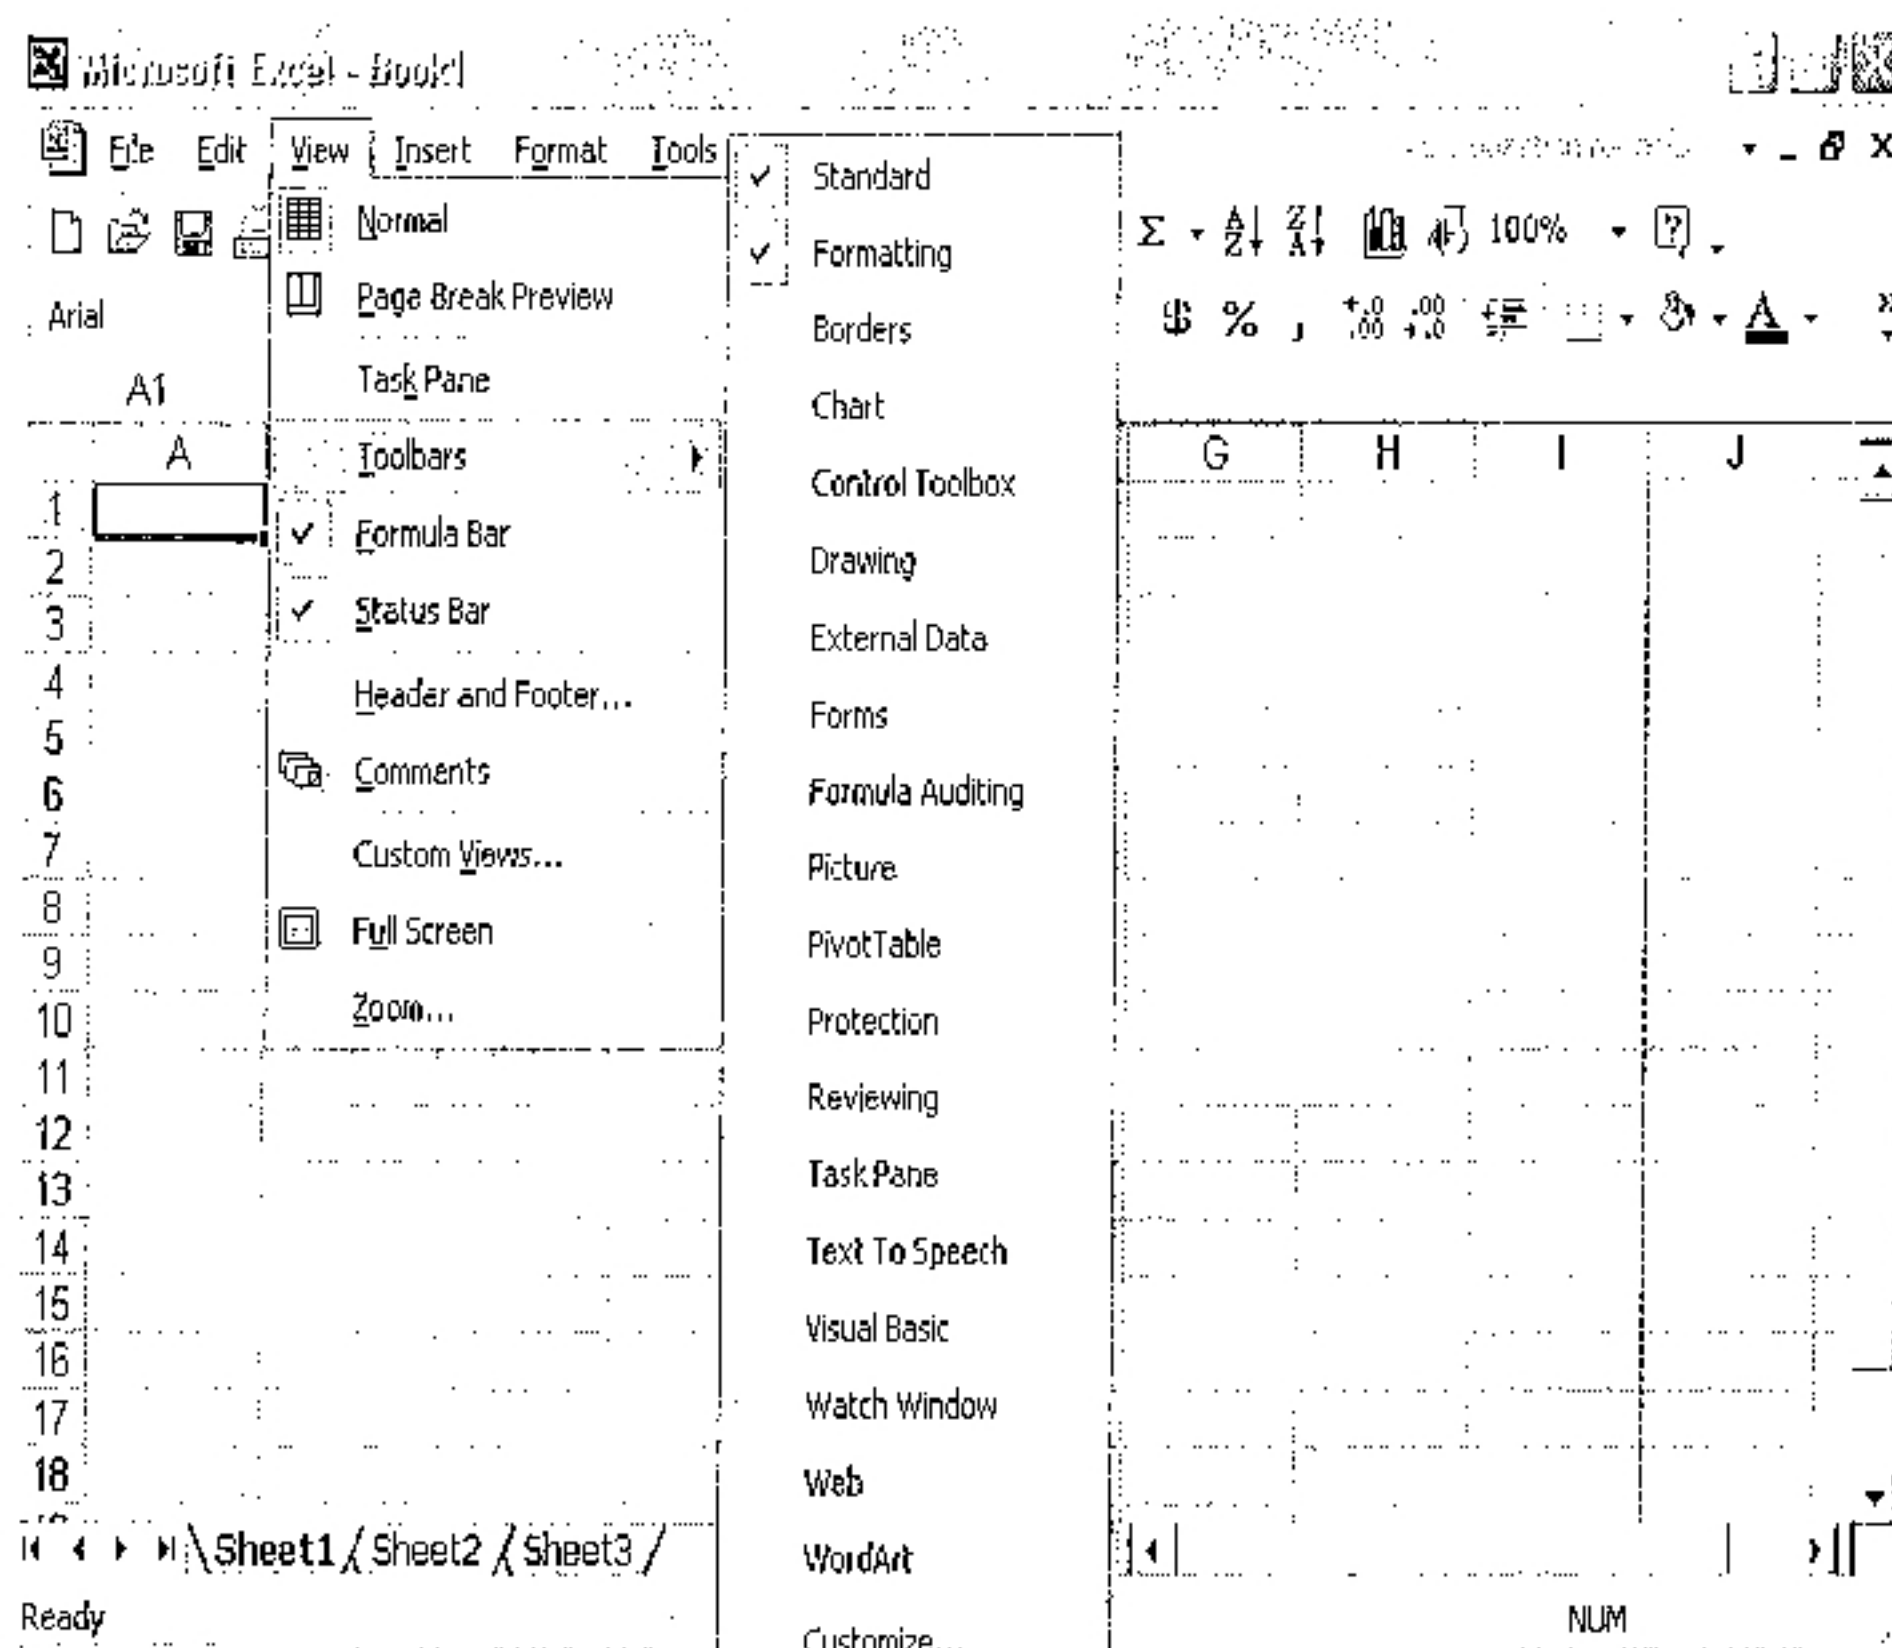 Microsoft Excel - Book1
File Edit View Insert Format Tools
Normal
Page Break Preview
Task Pane
Toolbars
Formula Bar
Status Bar
Header and Footer...
Comments
Custom Views...
Full Screen
Zoom...
Standard
Formatting
Borders
Chart
Control Toolbox
Drawing
External Data
Forms
Formula Auditing
Picture
PivotTable
Protection
Reviewing
Task Pane
Text To Speech
Visual Basic
Watch Window
Web
WordArt
Customize...
100%
Arial
$ % ,
A1
A G H I J
1
2
3
4
5
6
7
8
9
10
11
12
13
14
15
16
17
18
Sheet1 Sheet2 Sheet3
Ready NUM